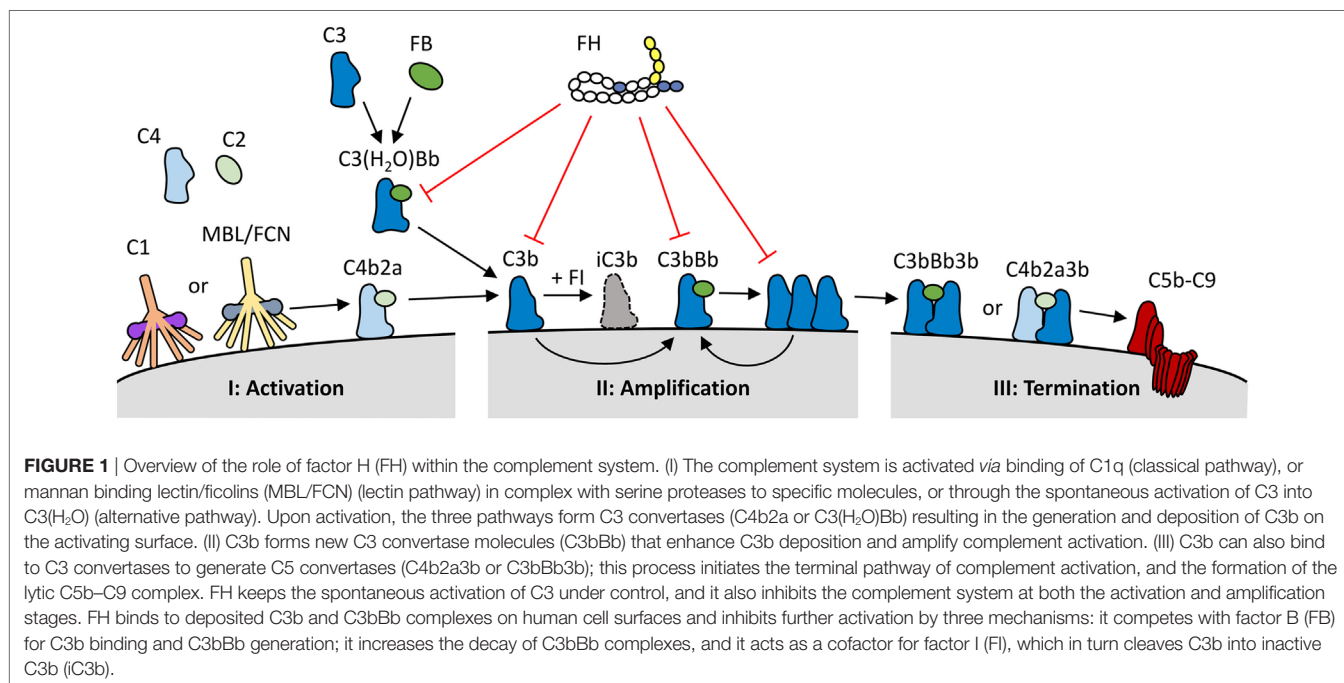 C3
FB
FH
C4
C2
C3(H₂O)Bb
C1
or
MBL/FCN
C4b2a
C3b
+ FI
iC3b
C3bBb
C3bBb3b
or
C4b2a3b
C5b-C9
I: Activation
II: Amplification
III: Termination
FIGURE 1 | Overview of the role of factor H (FH) within the complement system. (I) The complement system is activated via binding of C1q (classical pathway), or
mannan binding lectin/ficolins (MBL/FCN) (lectin pathway) in complex with serine proteases to specific molecules, or through the spontaneous activation of C3 into
C3(H₂O) (alternative pathway). Upon activation, the three pathways form C3 convertases (C4b2a or C3(H₂O)Bb) resulting in the generation and deposition of C3b on
the activating surface. (II) C3b forms new C3 convertase molecules (C3bBb) that enhance C3b deposition and amplify complement activation. (III) C3b can also bind
to C3 convertases to generate C5 convertases (C4b2a3b or C3bBb3b); this process initiates the terminal pathway of complement activation, and the formation of the
lytic C5b–C9 complex. FH keeps the spontaneous activation of C3 under control, and it also inhibits the complement system at both the activation and amplification
stages. FH binds to deposited C3b and C3bBb complexes on human cell surfaces and inhibits further activation by three mechanisms: it competes with factor B (FB)
for C3b binding and C3bBb generation; it increases the decay of C3bBb complexes, and it acts as a cofactor for factor I (FI), which in turn cleaves C3b into inactive
C3b (iC3b).